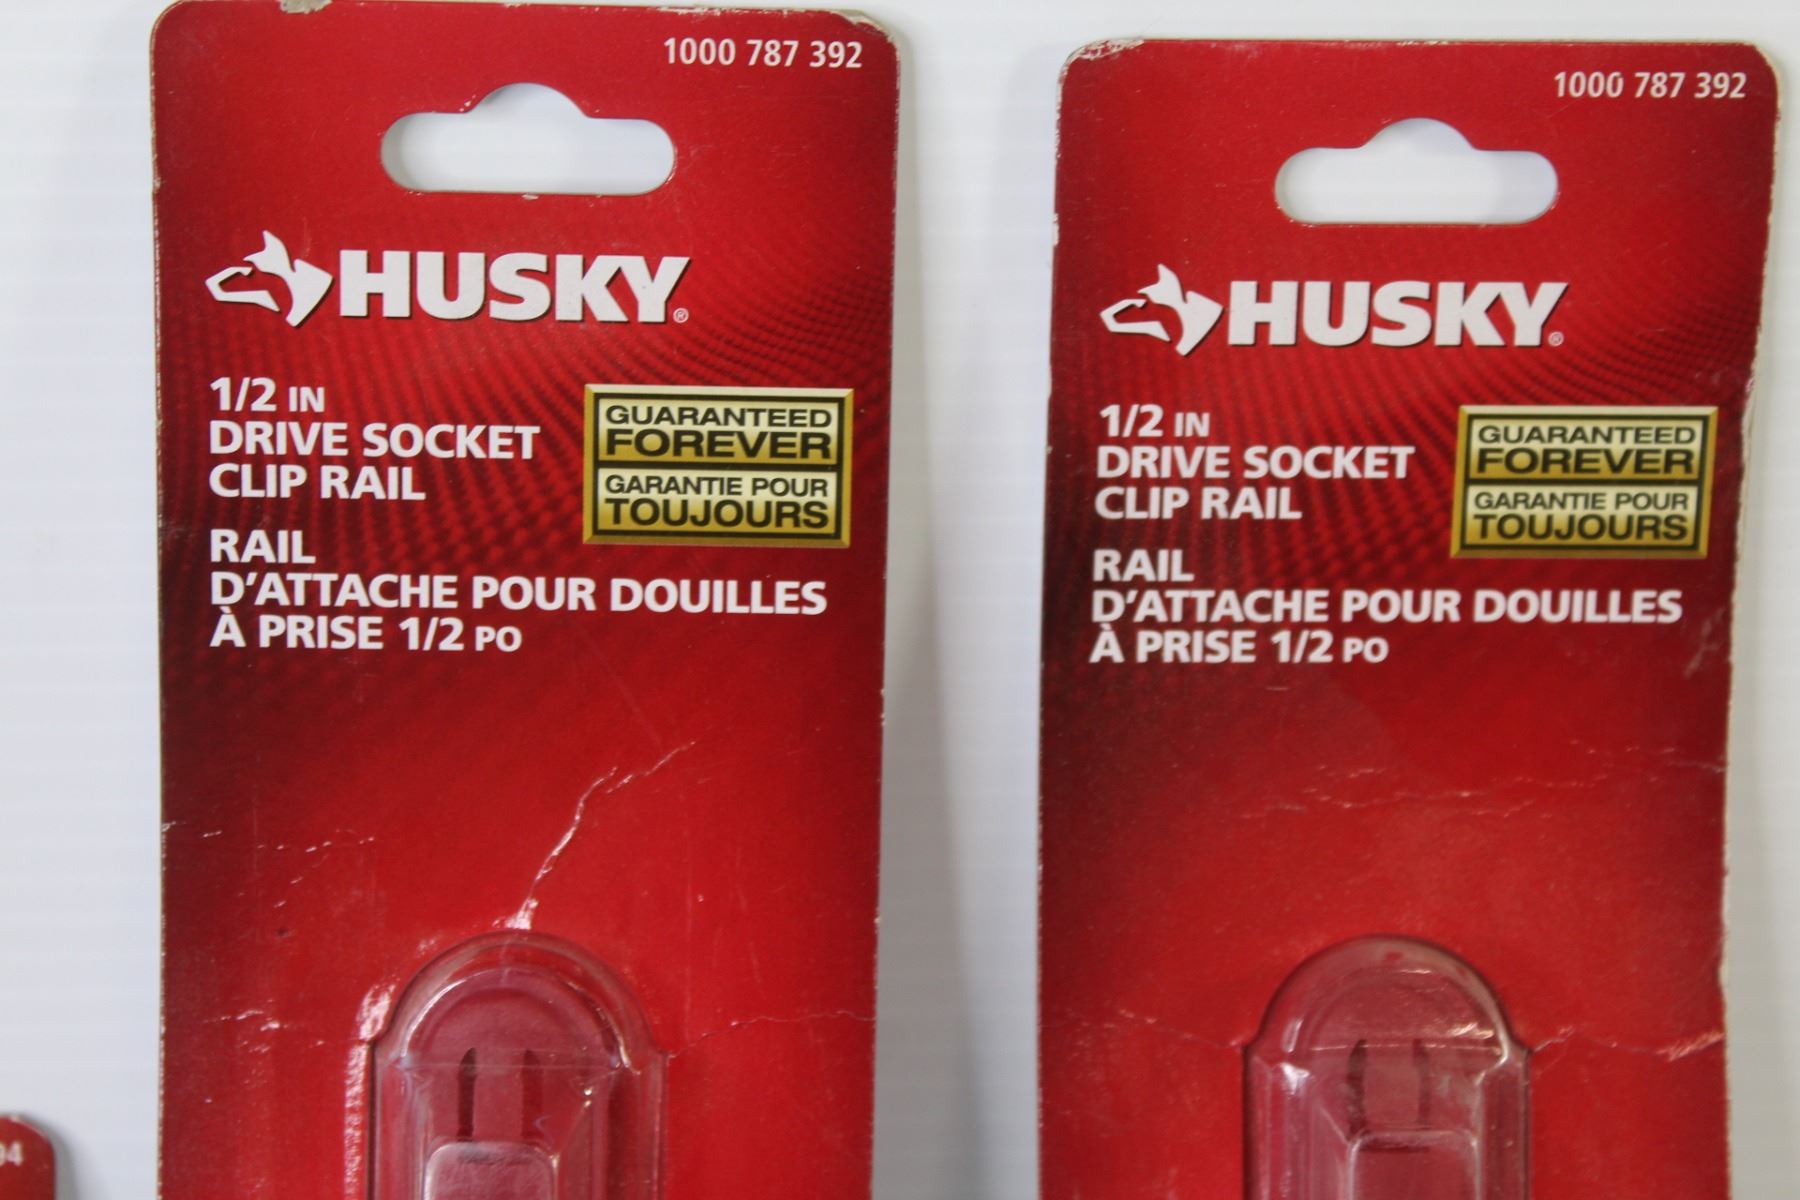 1000 787 392
HUSKY®
1/2 IN
DRIVE SOCKET
CLIP RAIL
GUARANTEED
FOREVER
GARANTIE POUR
TOUJOURS
RAIL
D'ATTACHE POUR DOUILLES
À PRISE 1/2 PO
1000 787 392
HUSKY®
1/2 IN
DRIVE SOCKET
CLIP RAIL
GUARANTEED
FOREVER
GARANTIE POUR
TOUJOURS
RAIL
D'ATTACHE POUR DOUILLES
À PRISE 1/2 PO